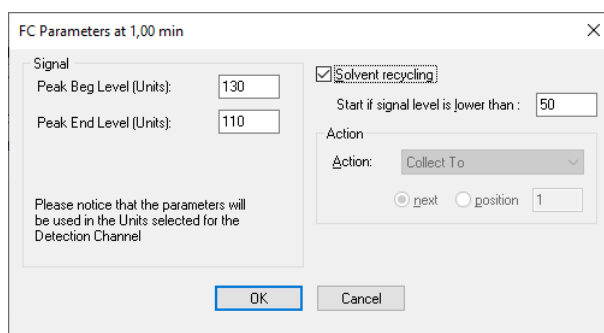 FC Parameters at 1,00 min
Signal
Peak Beg Level (Units): 130
Peak End Level (Units): 110
Please notice that the parameters will
be used in the Units selected for the
Detection Channel
Solvent recycling
Start if signal level is lower than : 50
Action
Action: Collect To
next position 1
OK Cancel